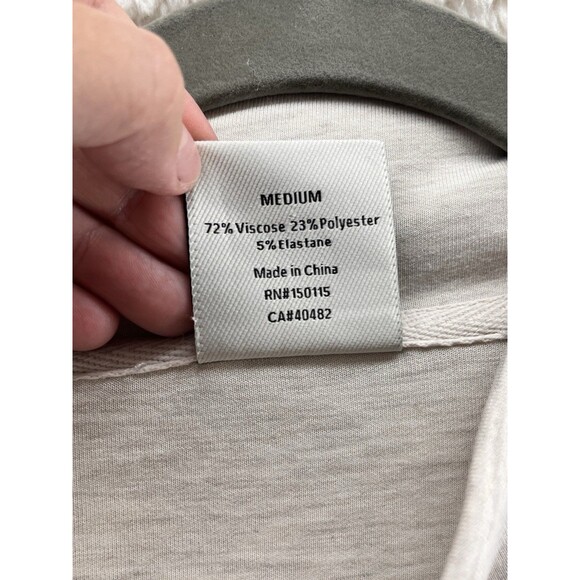 MEDIUM
72% Viscose 23% Polyester
5% Elastane
Made in China
RN#150115
CA#40482